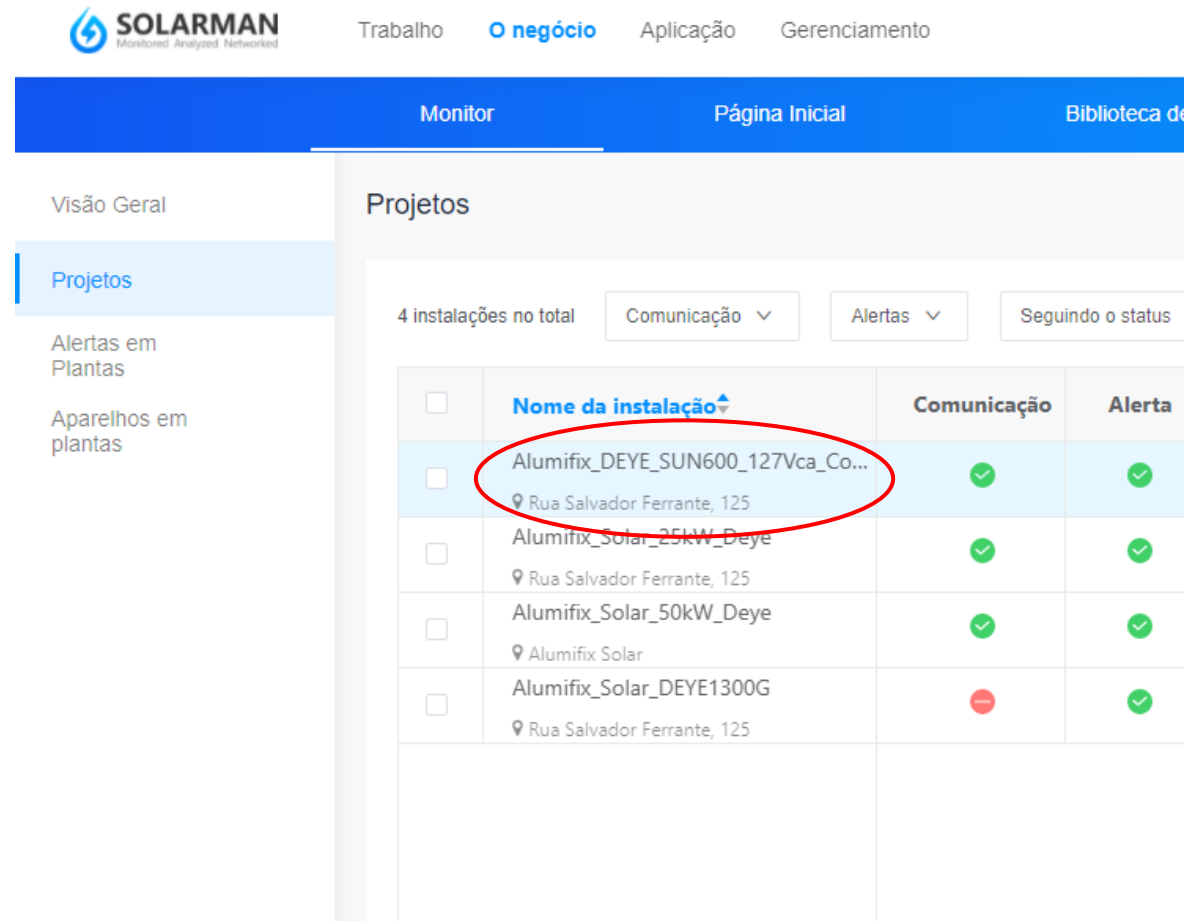 SOLARMAN
Monitored Analyzed Networked
Trabalho O negócio Aplicação Gerenciamento
Monitor Página Inicial Biblioteca de
Visão Geral
Projetos
Alertas em
Plantas
Aparelhos em
plantas
Projetos
4 instalações no total Comunicação Alertas Seguindo o status
Nome da instalação Comunicação Alerta
Alumifix_DEYE_SUN600_127Vca_Co...
Rua Salvador Ferrante, 125
Alumifix_Solar_25kW_Deye
Rua Salvador Ferrante, 125
Alumifix_Solar_50kW_Deye
Alumifix Solar
Alumifix_Solar_DEYE1300G
Rua Salvador Ferrante, 125